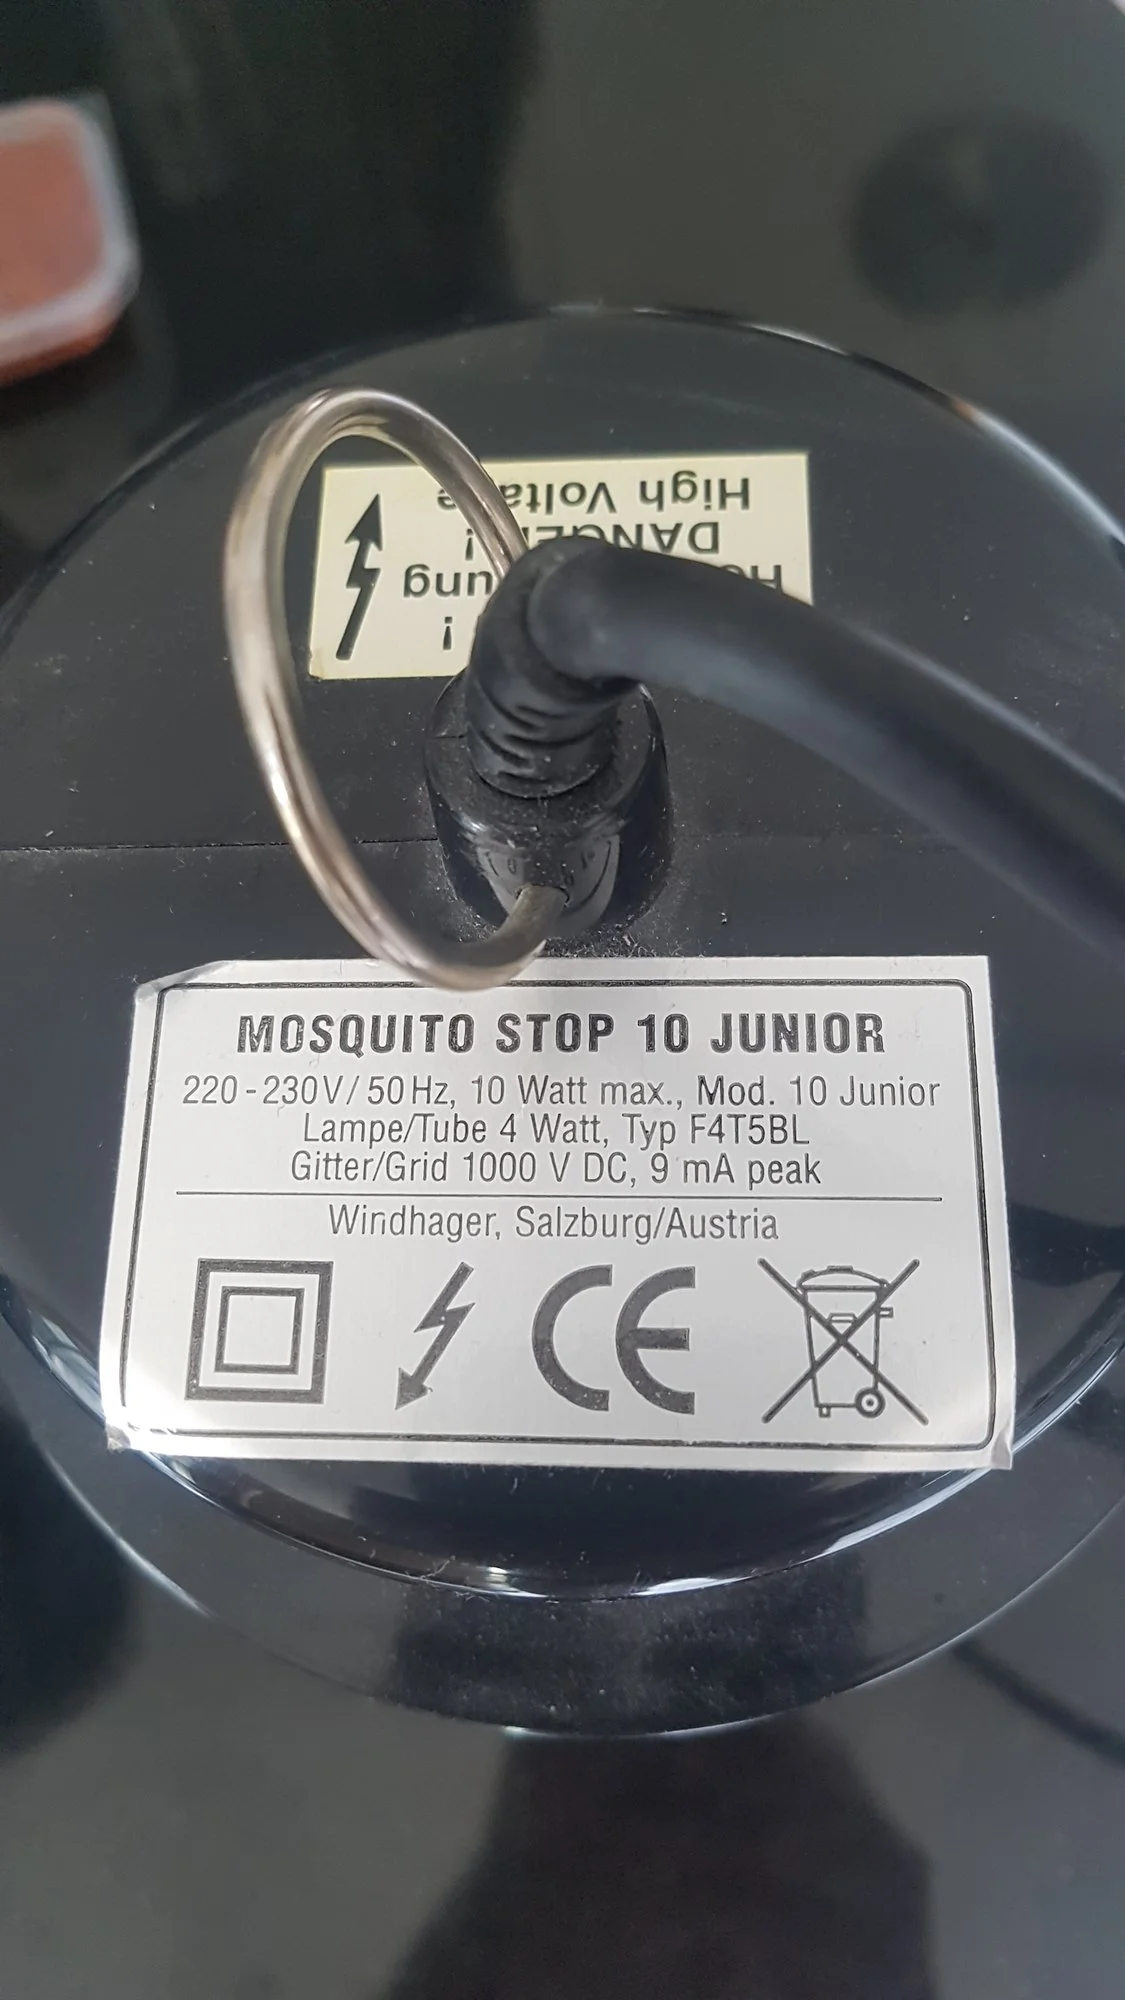 High Voltage
DANGER!
MOSQUITO STOP 10 JUNIOR
220-230V/50Hz, 10 Watt max., Mod. 10 Junior
Lampe/Tube 4 Watt, Typ F4T5BL
Gitter/Grid 1000 V DC, 9 mA peak
Windhager, Salzburg/Austria
CE